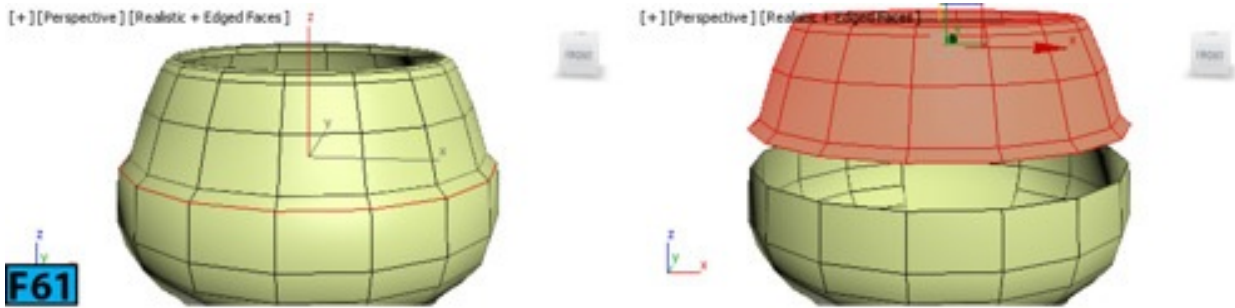 [+][Perspective][Realistic + Edged Faces]
z
y
x
z
y
F61
[+][Perspective][Realistic + Edged Faces]
x
z
y
x